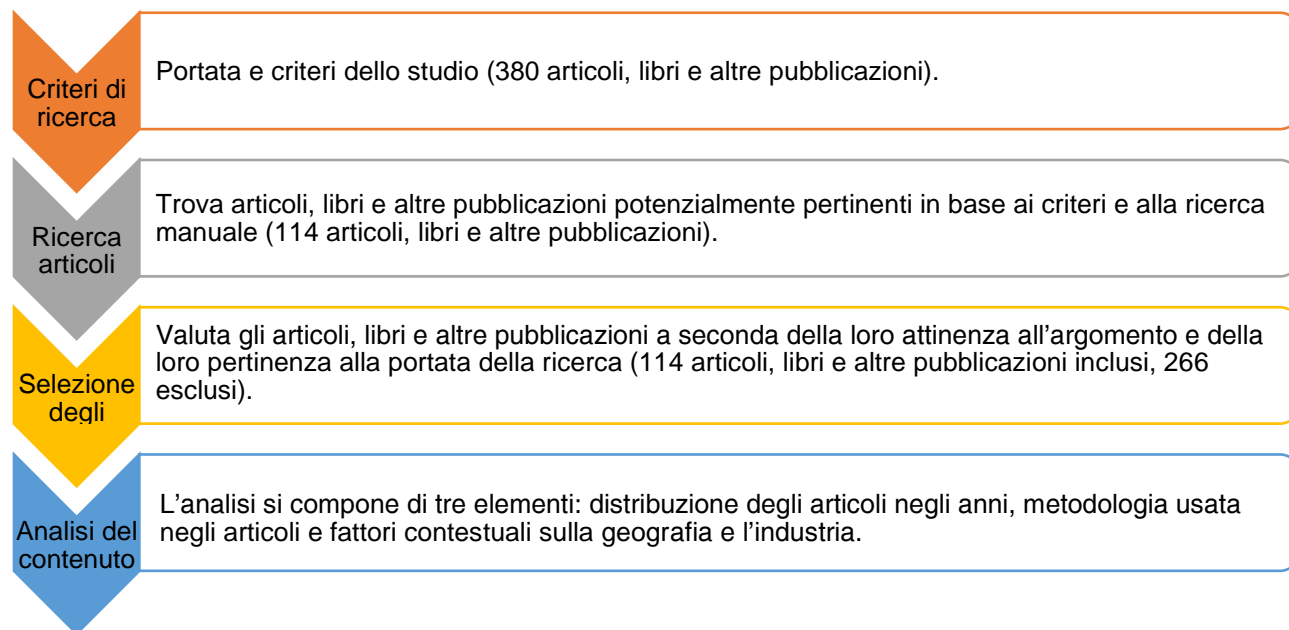 Criteri di
ricerca
Portata e criteri dello studio (380 articoli, libri e altre pubblicazioni).
Ricerca
articoli
Trova articoli, libri e altre pubblicazioni potenzialmente pertinenti in base ai criteri e alla ricerca
manuale (114 articoli, libri e altre pubblicazioni).
Selezione
degli
Valuta gli articoli, libri e altre pubblicazioni a seconda della loro attinenza all'argomento e della
loro pertinenza alla portata della ricerca (114 articoli, libri e altre pubblicazioni inclusi, 266
esclusi).
Analisi del
contenuto
L’analisi si compone di tre elementi: distribuzione degli articoli negli anni, metodologia usata
negli articoli e fattori contestuali sulla geografia e l’industria.